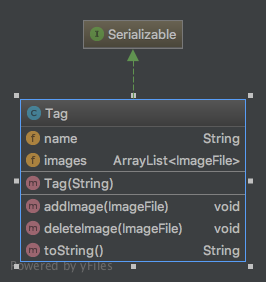 I Serializable
C Tag
f name String
f images ArrayList<ImageFile>
m Tag(String)
m addImage(ImageFile) void
m deleteImage(ImageFile) void
m toString() String
Powered by yFiles